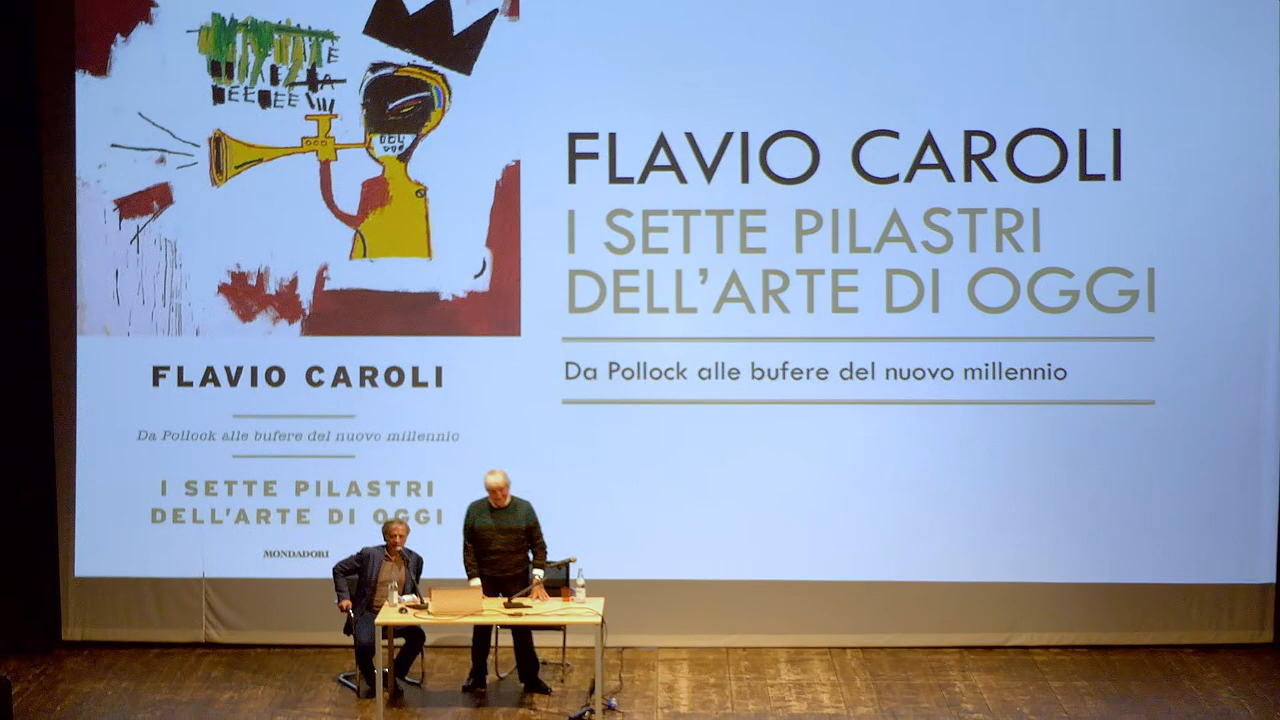 FLAVIO CAROLI
I SETTE PILASTRI
DELL'ARTE DI OGGI
Da Pollock alle bufere del nuovo millennio
FLAVIO CAROLI
Da Pollock alle bufere del nuovo millennio
I SETTE PILASTRI
DELL'ARTE DI OGGI
MONDADORI